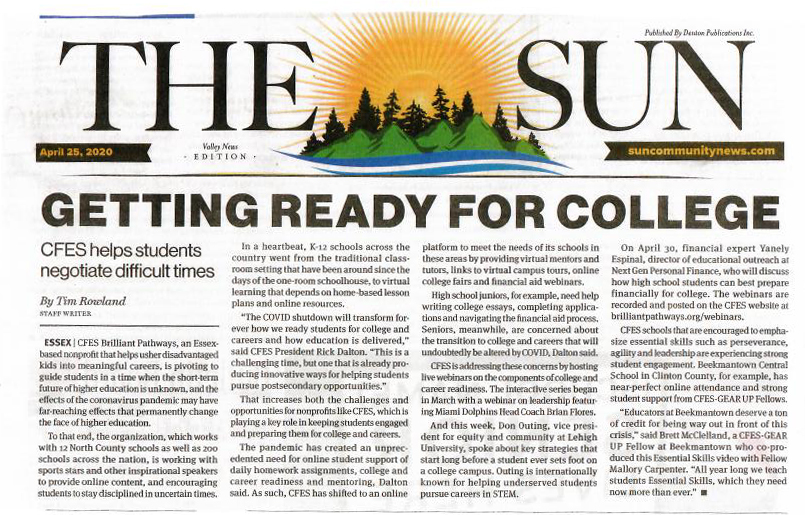 Published By Denton Publications Inc.
THE SUN
April 25, 2020
Valley News
• EDITION •
suncommunitynews.com
GETTING READY FOR COLLEGE
CFES helps students
negotiate difficult times
By Tim Rowland
STAFF WRITER
ESSEX | CFES Brilliant Pathways, an Essex-
based nonprofit that helps usher disadvantaged
kids into meaningful careers, is pivoting to
guide students in a time when the short-term
future of higher education is unknown, and the
effects of the coronavirus pandemic may have
far-reaching effects that permanently change
the face of higher education.
To that end, the organization, which works
with 12 North County schools as well as 200
schools across the nation, is working with
sports stars and other inspirational speakers
to provide online content, and encouraging
students to stay disciplined in uncertain times.
In a heartbeat, K-12 schools across the
country went from the traditional class-
room setting that have been around since the
days of the one-room schoolhouse, to virtual
learning that depends on home-based lesson
plans and online resources.
"The COVID shutdown will transform for-
ever how we ready students for college and
careers and how education is delivered,"
said CFES President Rick Dalton. "This is a
challenging time, but one that is already pro-
ducing innovative ways for helping students
pursue postsecondary opportunities."
That increases both the challenges and
opportunities for nonprofits like CFES, which is
playing a key role in keeping students engaged
and preparing them for college and careers.
The pandemic has created an unprec-
edented need for online student support of
daily homework assignments, college and
career readiness and mentoring, Dalton
said. As such, CFES has shifted to an online
platform to meet the needs of its schools in
these areas by providing virtual mentors and
tutors, links to virtual campus tours, online
college fairs and financial aid webinars.
High school juniors, for example, need help
writing college essays, completing applica-
tions and navigating the financial aid process.
Seniors, meanwhile, are concerned about
the transition to college and careers that will
undoubtedly be altered by COVID, Dalton said.
CFES is addressing these concerns by hosting
live webinars on the components of college and
career readiness. The interactive series began
in March with a webinar on leadership featur-
ing Miami Dolphins Head Coach Brian Flores.
And this week, Don Outing, vice presi-
dent for equity and community at Lehigh
University, spoke about key strategies that
start long before a student ever sets foot on
a college campus. Outing is internationally
known for helping underserved students
pursue careers in STEM.
On April 30, financial expert Yanely
Espinal, director of educational outreach at
Next Gen Personal Finance, who will discuss
how high school students can best prepare
financially for college. The webinars are
recorded and posted on the CFES website at
brilliantpathways.org/webinars.
CFES schools that are encouraged to empha-
size essential skills such as perseverance,
agility and leadership are experiencing strong
student engagement. Beekmantown Central
School in Clinton County, for example, has
near-perfect online attendance and strong
student support from CFES-GEAR UP Fellows.
"Educators at Beekmantown deserve a ton
of credit for being way out in front of this
crisis," said Brett McClelland, a CFES-GEAR
UP Fellow at Beekmantown who co-pro-
duced this Essential Skills video with Fellow
Mallory Carpenter. "All year long we teach
students Essential Skills, which they need
now more than ever." ■